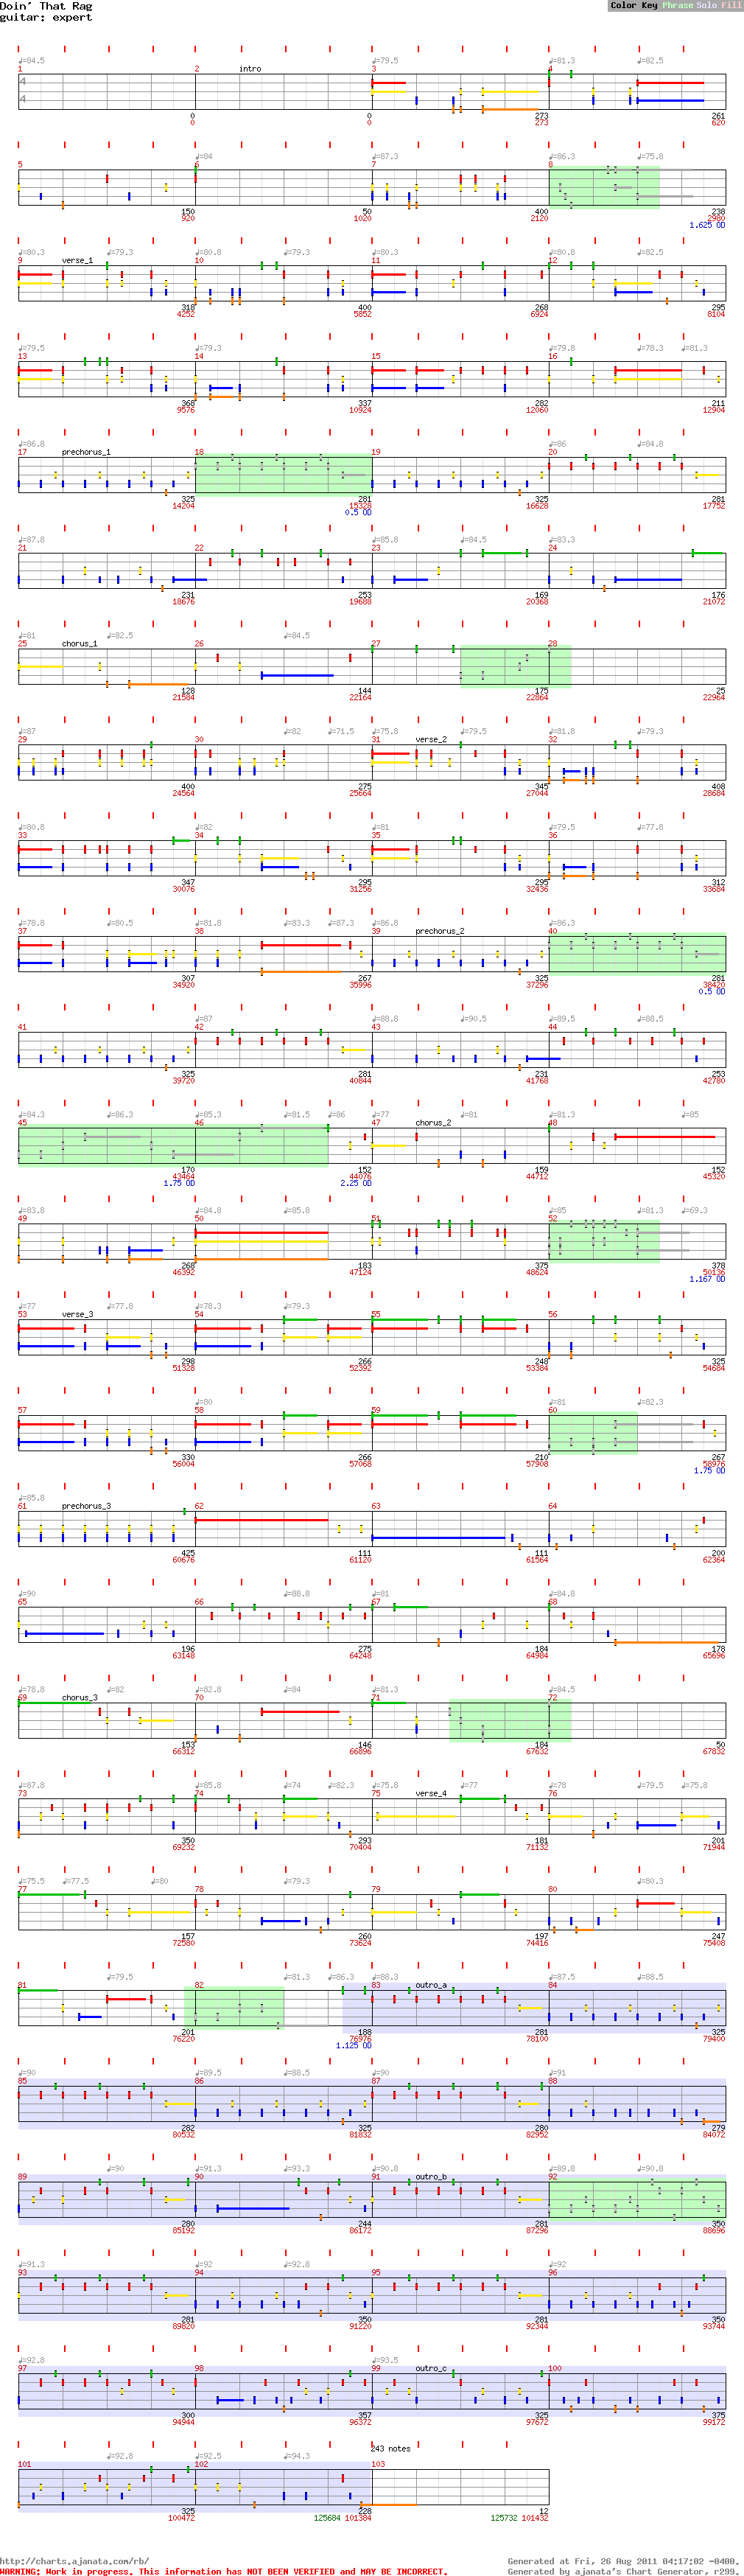 Doin' That Rag
guitar: expert
Color Key Phrase Solo Fill
♩=84.5 ♩=79.5 ♩=81.3 ♩=82.5
1 2 intro 3 4
4
4
0 0 273 261
0 0 273 620
♩=84 ♩=87.3 ♩=86.3 ♩=75.8
5 6 7 8
150 50 400 238
920 1020 2120 2980
1.625 OD
♩=80.3 ♩=79.3 ♩=80.8 ♩=79.3 ♩=80.3 ♩=80.8 ♩=82.5
9 verse_1 10 11 12
318 400 268 295
4252 5852 6924 8104
♩=79.5 ♩=79.3 ♩=79.8 ♩=78.3 ♩=81.3
13 14 15 16
368 337 282 211
9576 10924 12060 12904
♩=86.8 ♩=86 ♩=84.8
17 prechorus_1 18 19 20
325 281 325 281
14204 15328 16628 17752
0.5 OD
♩=87.8 ♩=85.8 ♩=84.5 ♩=83.3
21 22 23 24
231 253 169 176
18676 19688 20368 21072
♩=81 ♩=82.5 ♩=84.5
25 chorus_1 26 27 28
128 144 175 25
21584 22164 22864 22964
♩=87 ♩=82 ♩=71.5 ♩=75.8 ♩=79.5 ♩=81.8 ♩=79.3
29 30 31 verse_2 32
400 275 345 408
24564 25664 27044 28684
♩=80.8 ♩=82 ♩=81 ♩=79.5 ♩=77.8
33 34 35 36
347 295 295 312
30076 31256 32436 33684
♩=78.8 ♩=80.5 ♩=81.8 ♩=83.3 ♩=87.3 ♩=86.8 ♩=86.3
37 38 39 prechorus_2 40
307 267 325 281
34920 35996 37296 38420
0.5 OD
♩=87 ♩=88.8 ♩=90.5 ♩=89.5 ♩=88.5
41 42 43 44
325 281 231 253
39720 40844 41768 42780
♩=84.3 ♩=86.3 ♩=85.3 ♩=81.5 ♩=86 ♩=77 ♩=81 ♩=81.3 ♩=85
45 46 47 chorus_2 48
170 152 159 152
43464 44076 44712 45320
1.75 OD 2.25 OD
♩=83.8 ♩=84.8 ♩=85.8 ♩=85 ♩=81.3 ♩=69.3
49 50 51 52
268 183 375 378
46392 47124 48624 50136
1.167 OD
♩=77 ♩=77.8 ♩=78.3 ♩=79.3
53 verse_3 54 55 56
298 266 248 325
51328 52392 53384 54684
♩=80 ♩=81 ♩=82.3
57 58 59 60
330 266 210 267
56004 57068 57908 58976
1.75 OD
♩=85.8
61 prechorus_3 62 63 64
425 111 111 200
60676 61120 61564 62364
♩=90 ♩=88.8 ♩=81 ♩=84.8
65 66 67 68
196 275 184 178
63148 64248 64984 65696
♩=78.8 ♩=82 ♩=82.8 ♩=84 ♩=81.3 ♩=84.5
69 chorus_3 70 71 72
153 146 184 50
66312 66896 67632 67832
♩=87.8 ♩=85.8 ♩=74 ♩=82.3 ♩=75.8 ♩=77 ♩=78 ♩=79.5 ♩=75.8
73 74 75 verse_4 76
350 293 181 201
69232 70404 71132 71944
♩=75.5 ♩=77.5 ♩=80 ♩=79.3 ♩=80.3
77 78 79 80
157 260 197 247
72580 73624 74416 75408
♩=79.5 ♩=81.3 ♩=86.3 ♩=88.3 ♩=87.5 ♩=88.5
81 82 83 outro_a 84
201 188 281 325
76220 76976 78100 79400
1.125 OD
♩=90 ♩=89.5 ♩=88.5 ♩=90 ♩=91
85 86 87 88
282 325 280 279
80532 81832 82952 84072
♩=90 ♩=91.3 ♩=93.3 ♩=90.8 ♩=89.8 ♩=90.8
89 90 91 outro_b 92
280 244 281 350
85192 86172 87296 88696
♩=91.3 ♩=92 ♩=92.8 ♩=92
93 94 95 96
281 350 281 350
89820 91220 92344 93744
♩=92.8 ♩=93.5
97 98 99 outro_c 100
300 357 325 375
94944 96372 97672 99172
243 notes
♩=92.8 ♩=92.5 ♩=94.3
101 102 103
325 228 12
100472 125684 101384 125732 101432
http://charts.ajanata.com/rb/
Generated at Fri, 26 Aug 2011 04:17:02 -0400.
WARNING: Work in progress. This information has NOT BEEN VERIFIED and MAY BE INCORRECT.
Generated by ajanata's Chart Generator, r299.